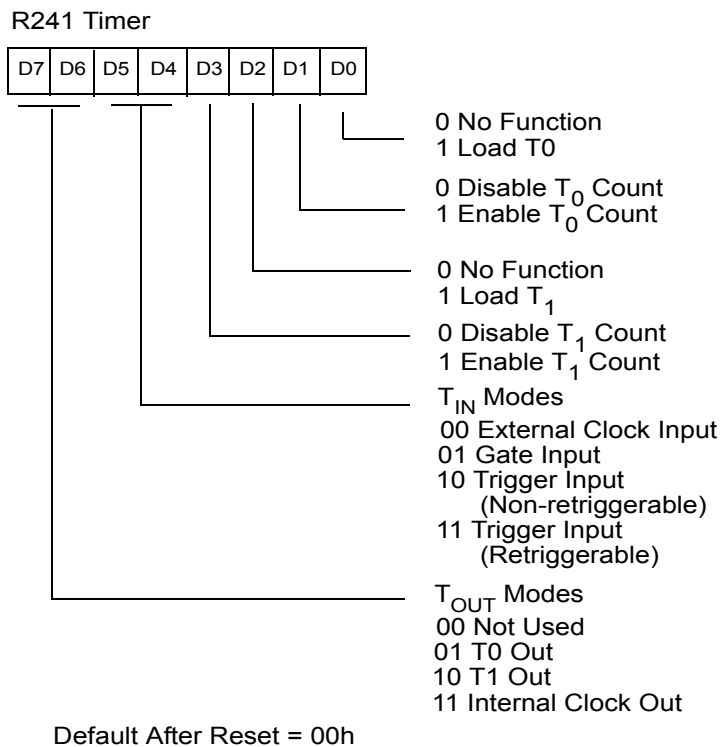 R241 Timer
D7 D6 D5 D4 D3 D2 D1 D0
0 No Function
1 Load T0
0 Disable T0 Count
1 Enable T0 Count
0 No Function
1 Load T1
0 Disable T1 Count
1 Enable T1 Count
TIN Modes
00 External Clock Input
01 Gate Input
10 Trigger Input
(Non-retriggerable)
11 Trigger Input
(Retriggerable)
TOUT Modes
00 Not Used
01 T0 Out
10 T1 Out
11 Internal Clock Out
Default After Reset = 00h